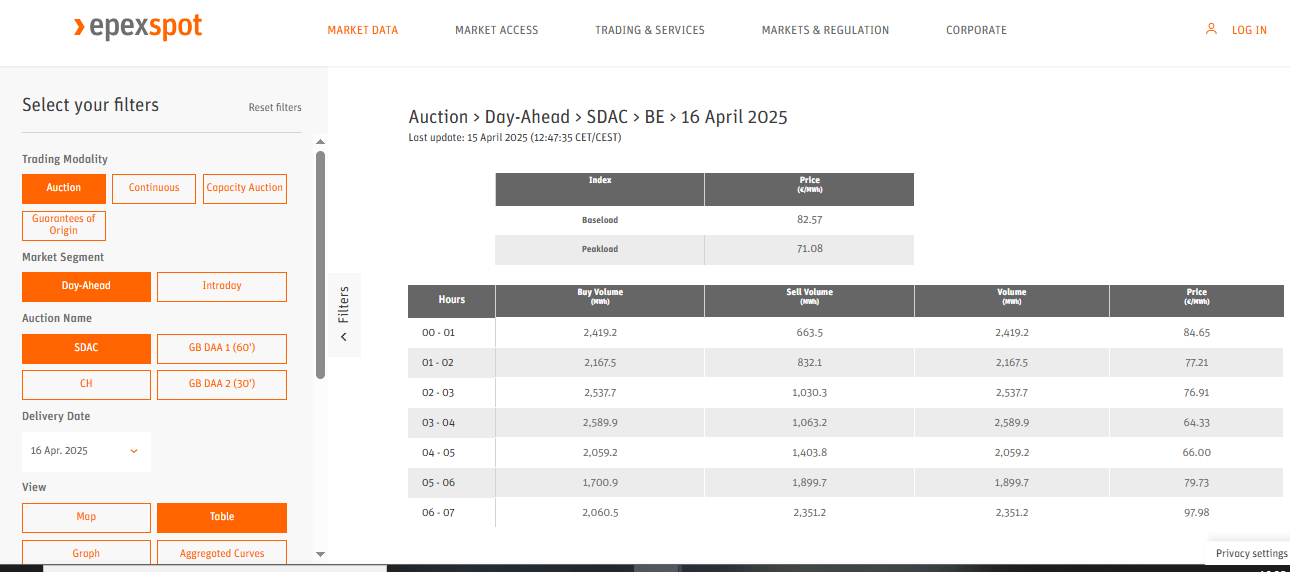 epexspot
MARKET DATA
MARKET ACCESS
TRADING & SERVICES
MARKETS & REGULATION
CORPORATE
LOG IN
Select your filters
Reset filters
Trading Modality
Auction
Continuous
Capacity Auction
Guarantees of
Origin
Market Segment
Day-Ahead
Intraday
Auction Name
SDAC
GB DAA 1 (60')
CH
GB DAA 2 (30')
Delivery Date
16 Apr. 2025
View
Map
Table
Graph
Aggregated Curves
Filters
Auction > Day-Ahead > SDAC > BE > 16 April 2025
Last update: 15 April 2025 (12:47:35 CET/CEST)
Index Price
(€/MWh)
Baseload 82.57
Peakload 71.08
Hours Buy Volume Sell Volume Volume Price
(MWh) (MWh) (MWh) (€/MWh)
00 - 01 2,419.2 663.5 2,419.2 84.65
01 - 02 2,167.5 832.1 2,167.5 77.21
02 - 03 2,537.7 1,030.3 2,537.7 76.91
03 - 04 2,589.9 1,063.2 2,589.9 64.33
04 - 05 2,059.2 1,403.8 2,059.2 66.00
05 - 06 1,700.9 1,899.7 1,899.7 79.73
06 - 07 2,060.5 2,351.2 2,351.2 97.98
Privacy settings